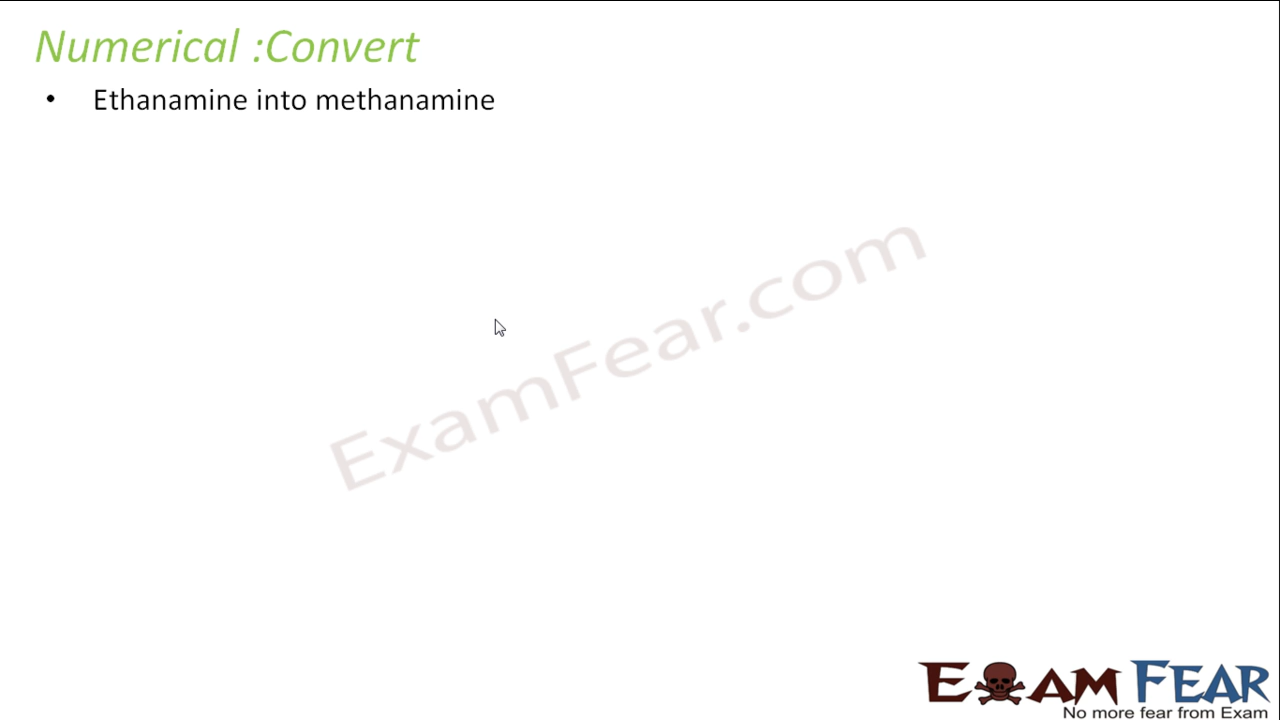 Numerical :Convert
• Ethanamine into methanamine
ExamFear.com
EXAM FEAR
No more fear from Exam